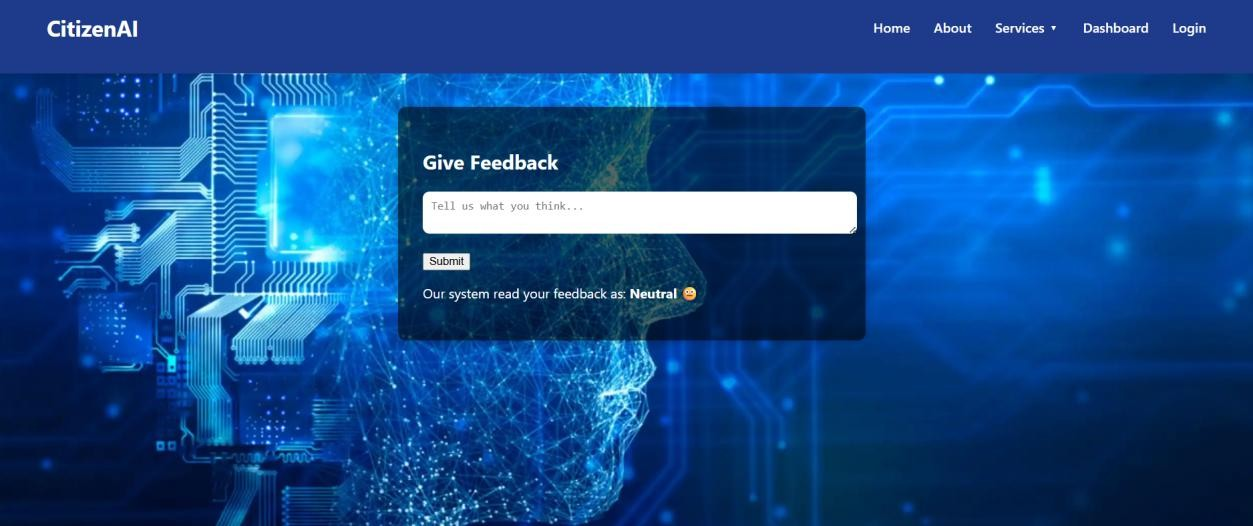 CitizenAI
Home About Services ▼ Dashboard Login
Give Feedback
Tell us what you think...
Submit
Our system read your feedback as: Neutral 😐